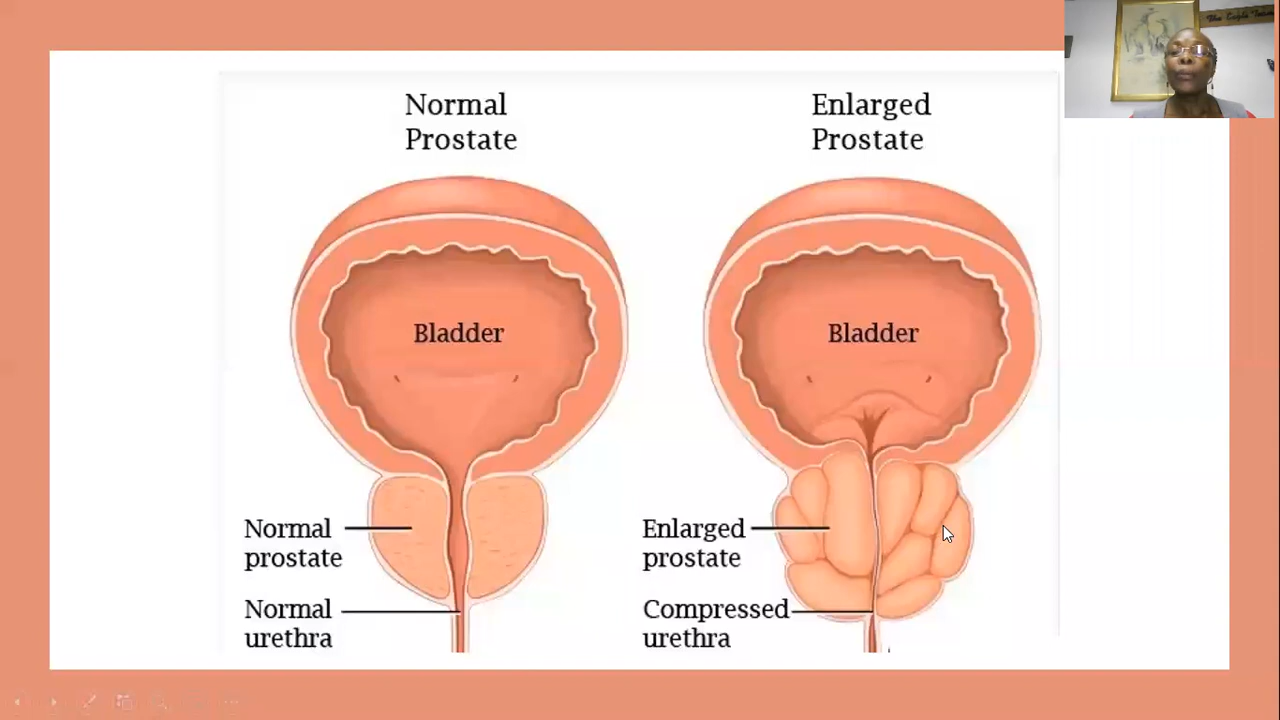 Normal
Prostate
Enlarged
Prostate
Bladder
Bladder
Normal
prostate
Enlarged
prostate
Normal
urethra
Compressed
urethra